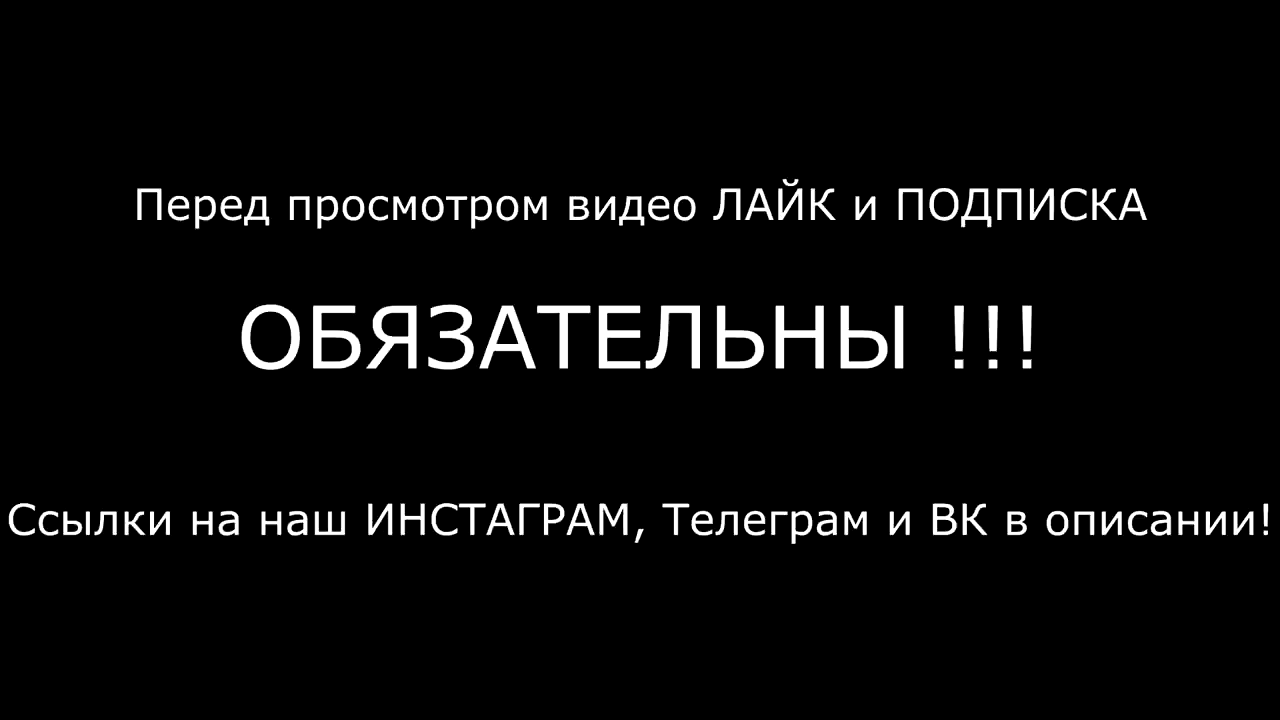 Перед просмотром видео ЛАЙК и ПОДПИСКА
ОБЯЗАТЕЛЬНЫ !!!
Ссылки на наш ИНСТАГРАМ, Телеграм и ВК в описании!